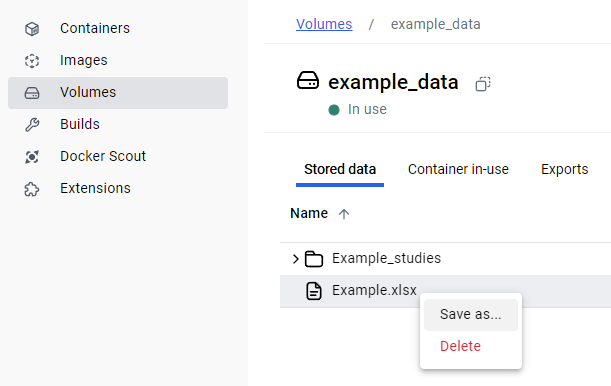 Containers
Images
Volumes
Builds
Docker Scout
Extensions
Volumes / example_data
example_data
In use
Stored data Container in-use Exports
Name
Example_studies
Example.xlsx
Save as...
Delete